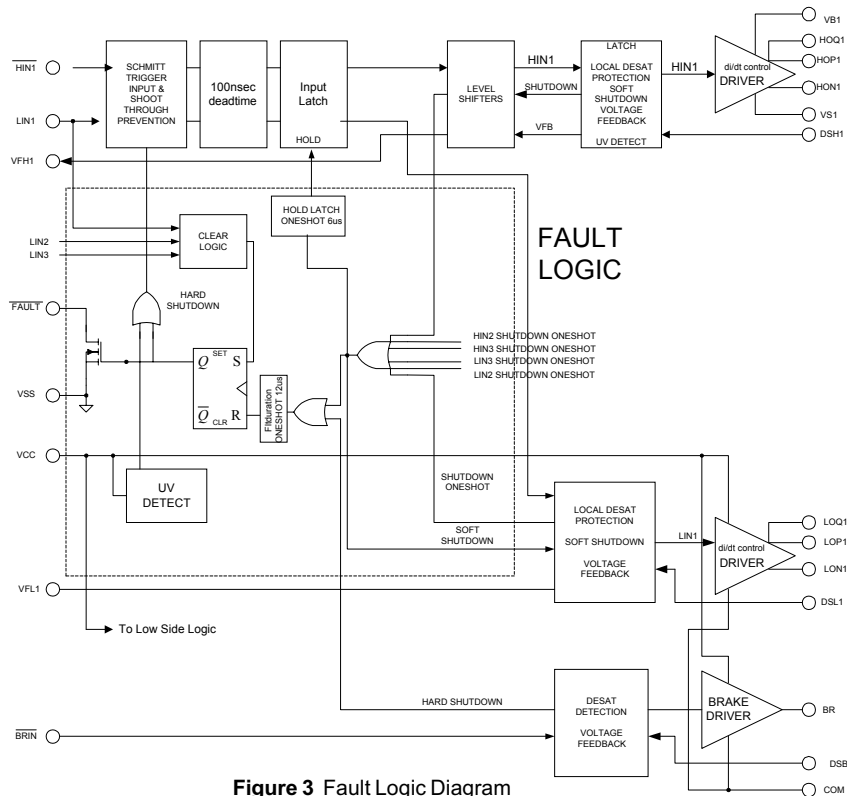 VB1
HOQ1
HIN1
SCHMITT
TRIGGER
INPUT &
SHOOT
THROUGH
PREVENTION
100nsec
deadtime
Input
Latch
HOLD
LEVEL
SHIFTERS
HIN1
SHUTDOWN
VFB
LATCH
LOCAL DESAT
PROTECTION
SOFT
SHUTDOWN
VOLTAGE
FEEDBACK
UV DETECT
HIN1
di/dt control
DRIVER
HOP1
HON1
LIN1
VS1
VFH1
DSH1
HOLD LATCH
ONESHOT 6us
CLEAR
LOGIC
LIN2
LIN3
FAULT
LOGIC
FAULT
HARD
SHUTDOWN
HIN2 SHUTDOWN ONESHOT
HIN3 SHUTDOWN ONESHOT
LIN3 SHUTDOWN ONESHOT
LIN2 SHUTDOWN ONESHOT
Q SET S
Q CLR R
Fltduration
ONESHOT 12us
VSS
VCC
UV
DETECT
SHUTDOWN
ONESHOT
SOFT
SHUTDOWN
LOCAL DESAT
PROTECTION
SOFT SHUTDOWN
VOLTAGE
FEEDBACK
LIN1
di/dt control
DRIVER
LOQ1
LOP1
LON1
VFL1
DSL1
To Low Side Logic
HARD SHUTDOWN
DESAT
DETECTION
VOLTAGE
FEEDBACK
BRAKE
DRIVER
BR
BRIN
DSB
COM
Figure 3 Fault Logic Diagram